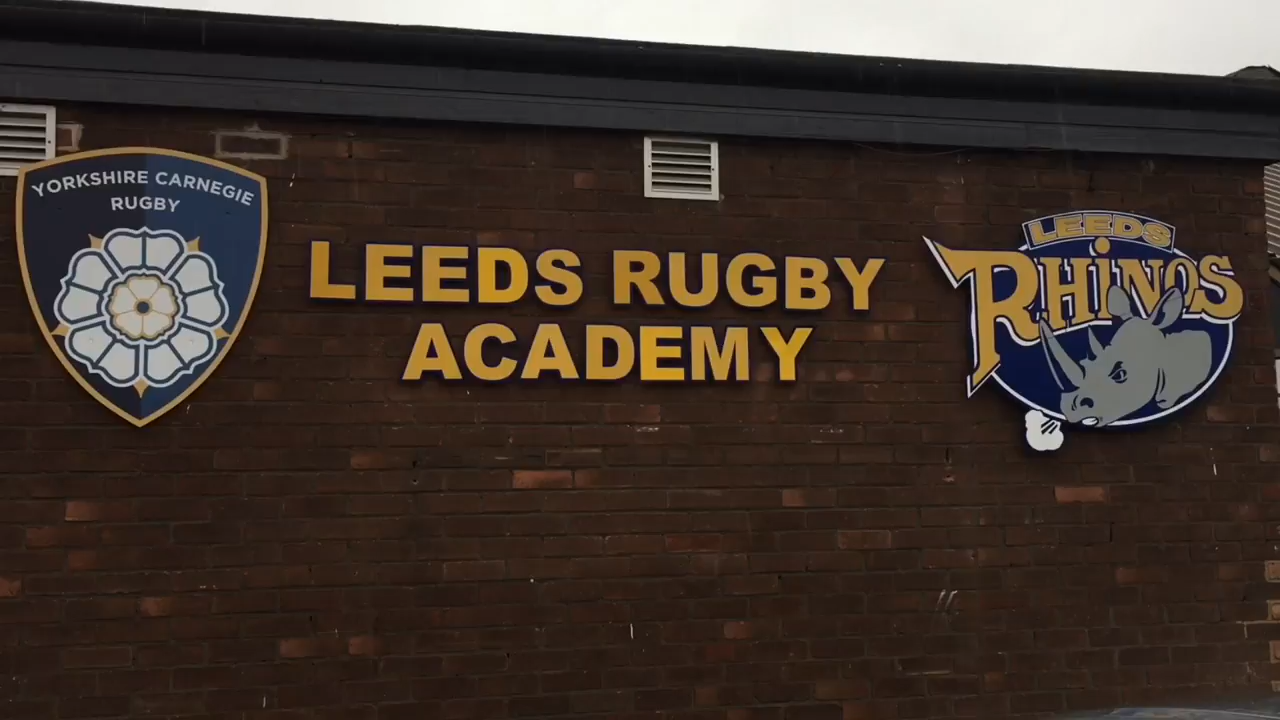 YORKSHIRE CARNEGIE
RUGBY
LEEDS RUGBY
ACADEMY
LEEDS
RHiNOS